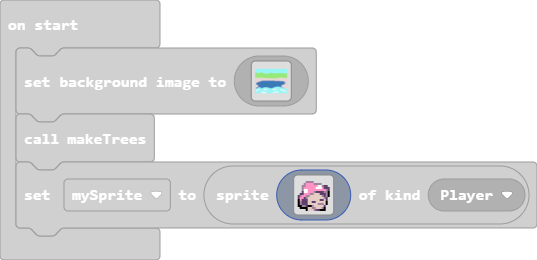 on start
set background image to
call makeTrees
set mySprite to sprite of kind Player